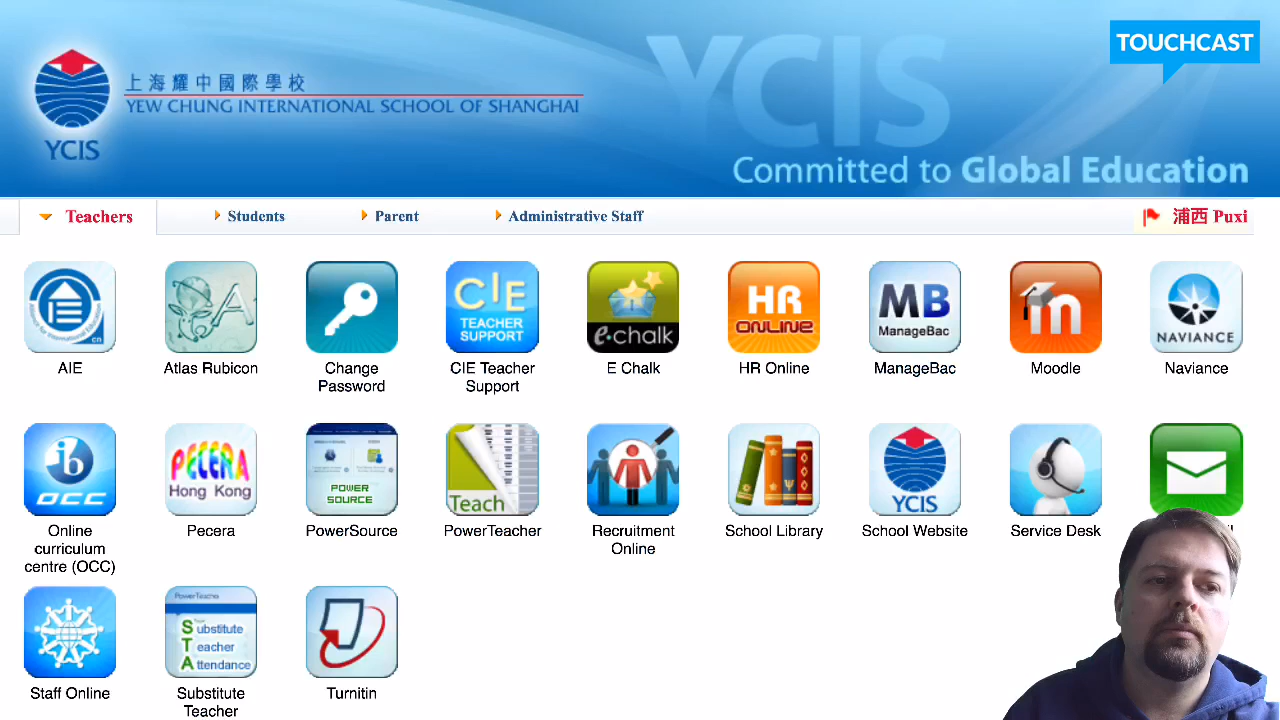 TOUCHCAST
YCIS
上海耀中國際學校
YEW CHUNG INTERNATIONAL SCHOOL OF SHANGHAI
YCIS
Committed to Global Education
Teachers
Students
Parent
Administrative Staff
浦西 Puxi
cn
A
CIE
TEACHER
SUPPORT
e·chalk
HR
ONLINE
MB
ManageBac
m
NAVIANCE
AIE
Atlas Rubicon
Change
Password
CIE Teacher
Support
E Chalk
HR Online
ManageBac
Moodle
Naviance
ib
OCC
PECERA
Hong Kong
POWER
SOURCE
Teach
YCIS
Online
curriculum
centre (OCC)
Pecera
PowerSource
PowerTeacher
Recruitment
Online
School Library
School Website
Service Desk
PowerTeacher
Substitute
Teacher
Attendance
Staff Online
Substitute
Teacher
Turnitin